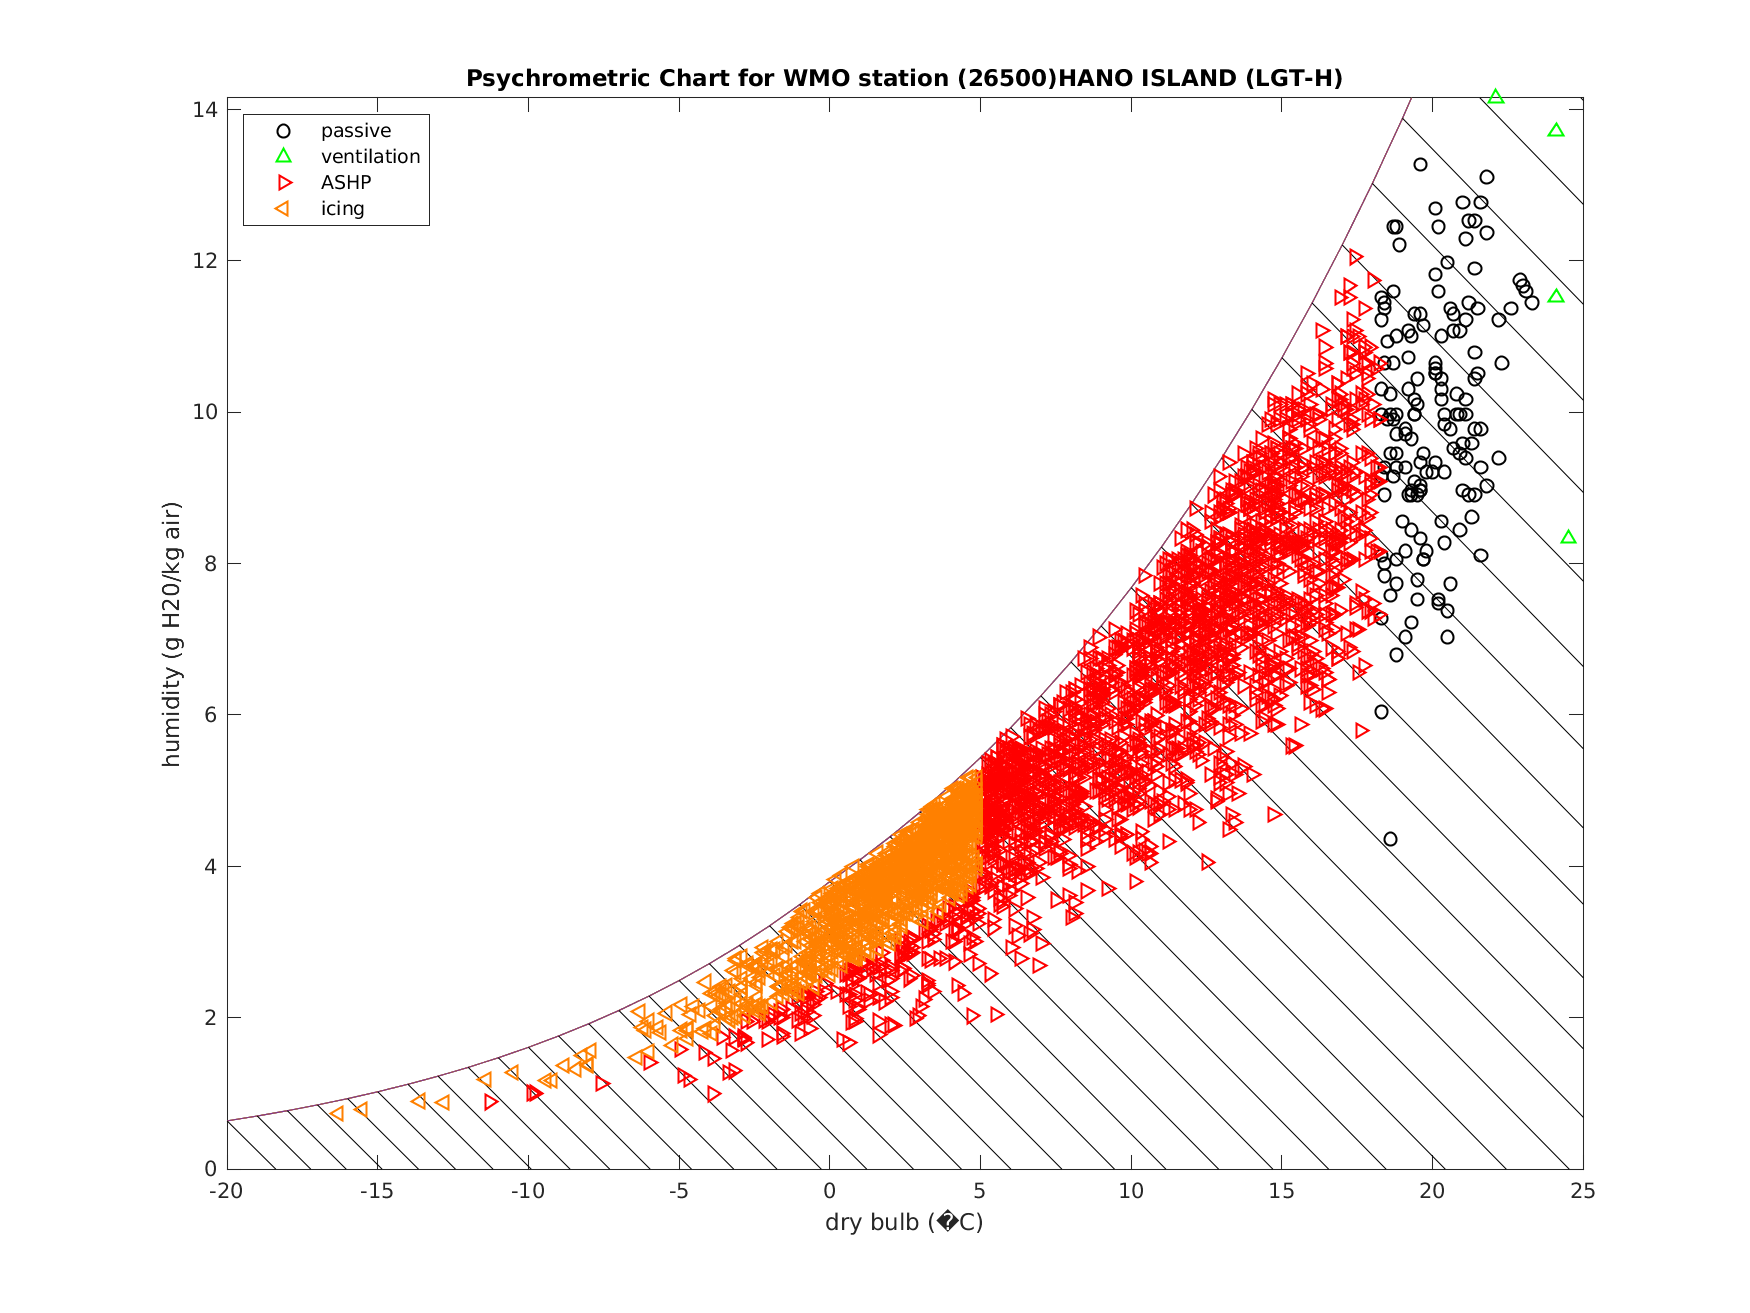 Psychrometric Chart for WMO station (26500)HANO ISLAND (LGT-H)
passive
ventilation
ASHP
icing
humidity (g H20/kg air)
14
12
10
8
6
4
2
0
-20 -15 -10 -5 0 5 10 15 20 25
dry bulb (�C)